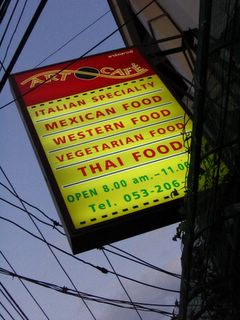 ART CAFE
ITALIAN SPECIALTY
MEXICAN FOOD
WESTERN FOOD
VEGETARIAN FOOD
THAI FOOD
OPEN 8.00 am.-11.00
Tel. 053-206